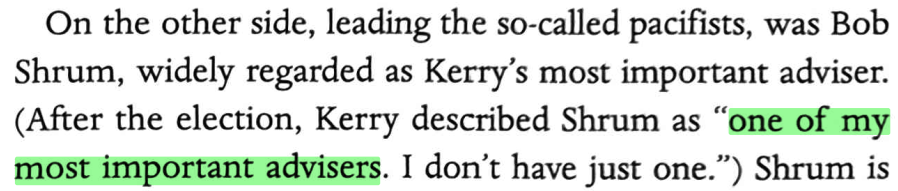 On the other side, leading the so-called pacifists, was Bob
Shrum, widely regarded as Kerry’s most important adviser.
(After the election, Kerry described Shrum as “one of my
most important advisers. I don’t have just one.”) Shrum is